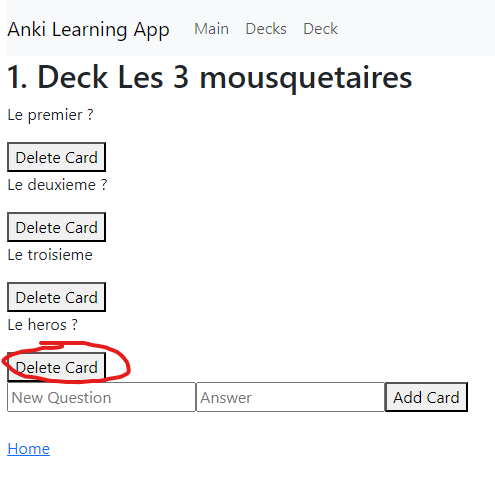 Anki Learning App Main Decks Deck
1. Deck Les 3 mousquetaires
Le premier ?
Delete Card
Le deuxieme ?
Delete Card
Le troisieme
Delete Card
Le heros ?
Delete Card
New Question Answer Add Card
Home